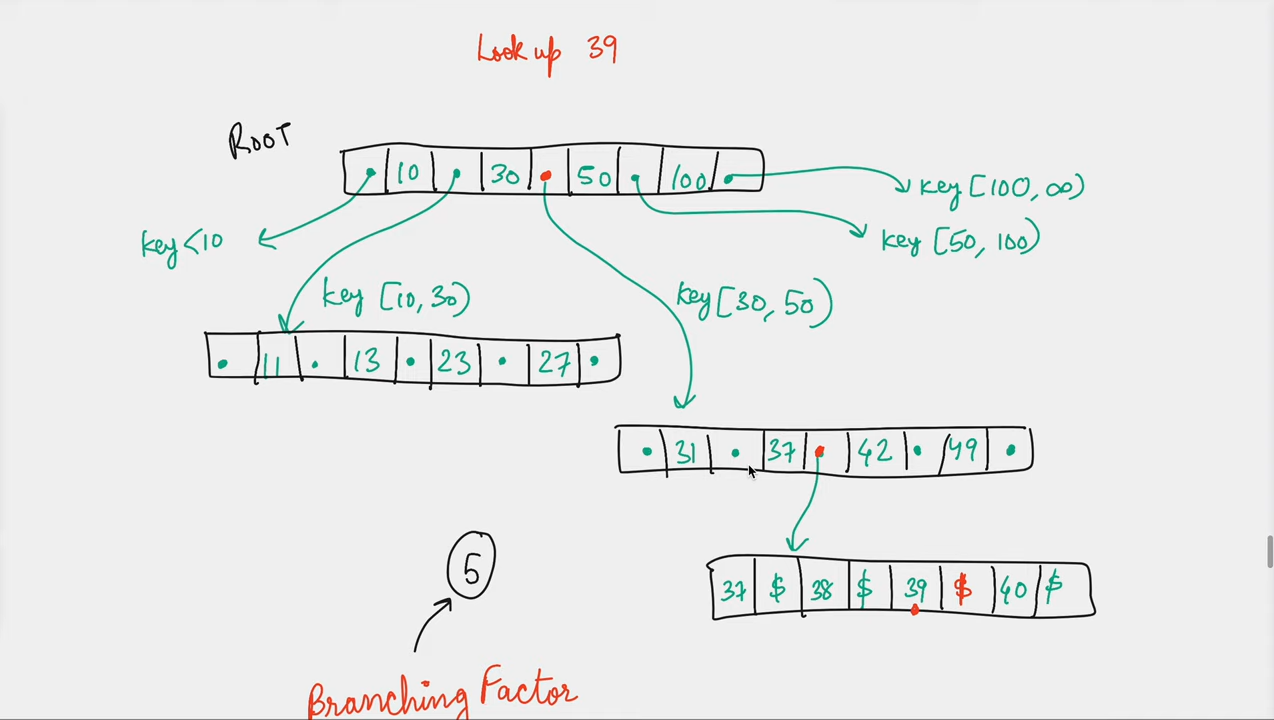 Look up 39
ROOT
10 30 50 100
key [100, ∞)
key [50, 100)
key<10
key [10, 30)
key [30, 50)
11 13 23 27
31 37 42 49
37 $ 38 $ 39 $ 40 $
5
Branching Factor